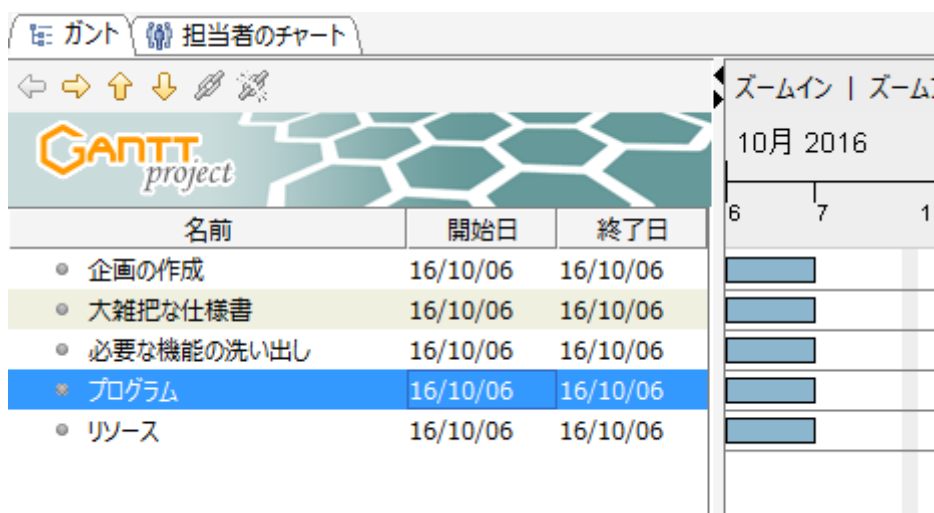 ガント 担当者のチャート
ズームイン | ズーム
10月 2016
GANTT
project
6 7 1
名前 開始日 終了日
企画の作成 16/10/06 16/10/06
大雑把な仕様書 16/10/06 16/10/06
必要な機能の洗い出し 16/10/06 16/10/06
プログラム 16/10/06 16/10/06
リソース 16/10/06 16/10/06